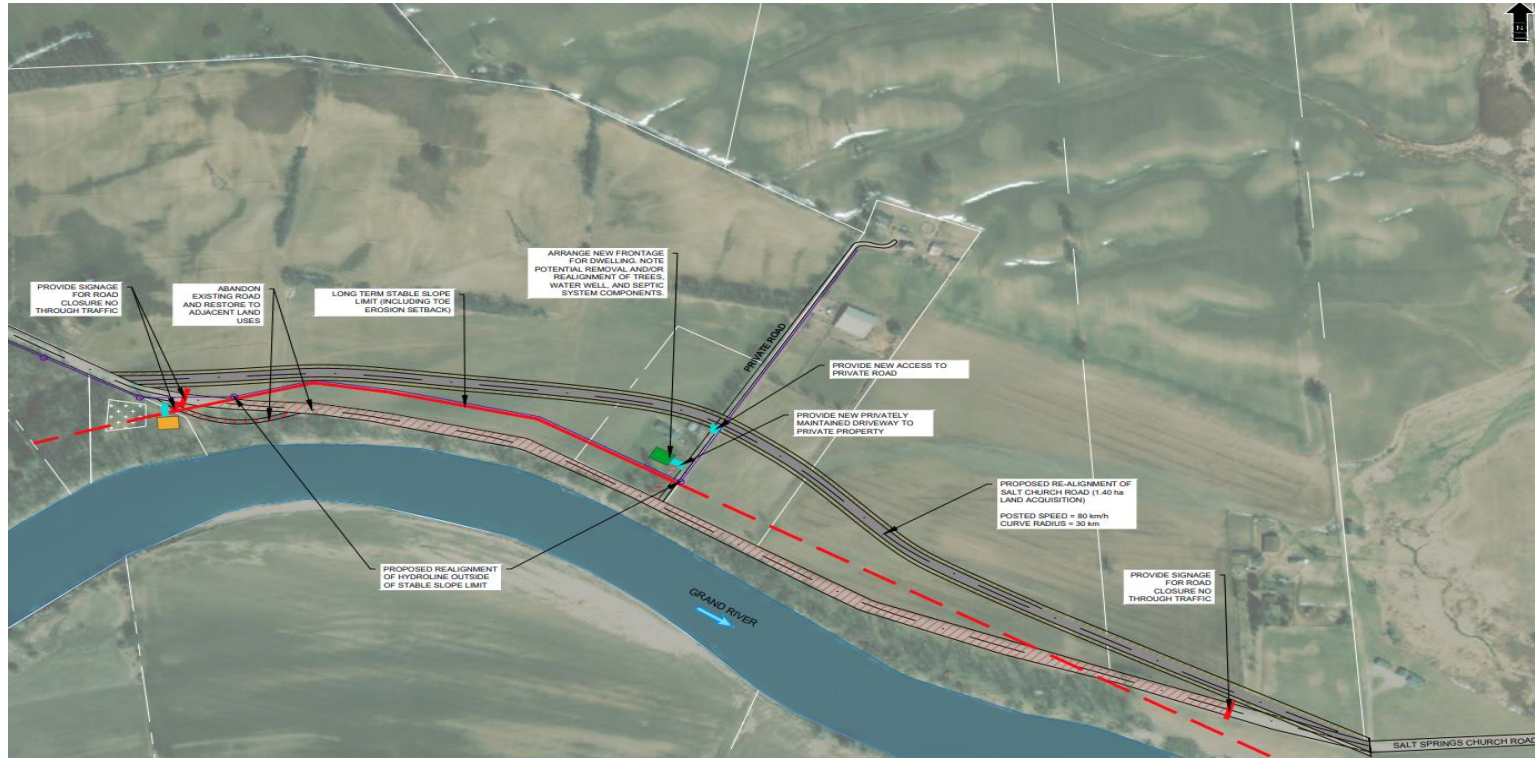 N
ARRANGE NEW FRONTAGE
FOR DWELLING. NOTE
POTENTIAL REMOVAL AND/OR
REALIGNMENT OF TREES,
WATER WELL, AND SEPTIC
SYSTEM COMPONENTS.
PROVIDE SIGNAGE
FOR ROAD
CLOSURE NO
THROUGH TRAFFIC
ABANDON
EXISTING ROAD
AND RESTORE TO
ADJACENT LAND
USES
LONG TERM STABLE SLOPE
LIMIT (INCLUDING TOE
EROSION SETBACK)
PRIVATE ROAD
PROVIDE NEW ACCESS TO
PRIVATE ROAD
PROVIDE NEW PRIVATELY
MAINTAINED DRIVEWAY TO
PRIVATE PROPERTY
PROPOSED RE-ALIGNMENT OF
SALT CHURCH ROAD (1.40 ha
LAND ACQUISITION)
POSTED SPEED = 80 km/h
CURVE RADIUS = 30 km
PROPOSED REALIGNMENT
OF HYDROLINE OUTSIDE
OF STABLE SLOPE LIMIT
GRAND RIVER
PROVIDE SIGNAGE
FOR ROAD
CLOSURE NO
THROUGH TRAFFIC
SALT SPRINGS CHURCH ROAD